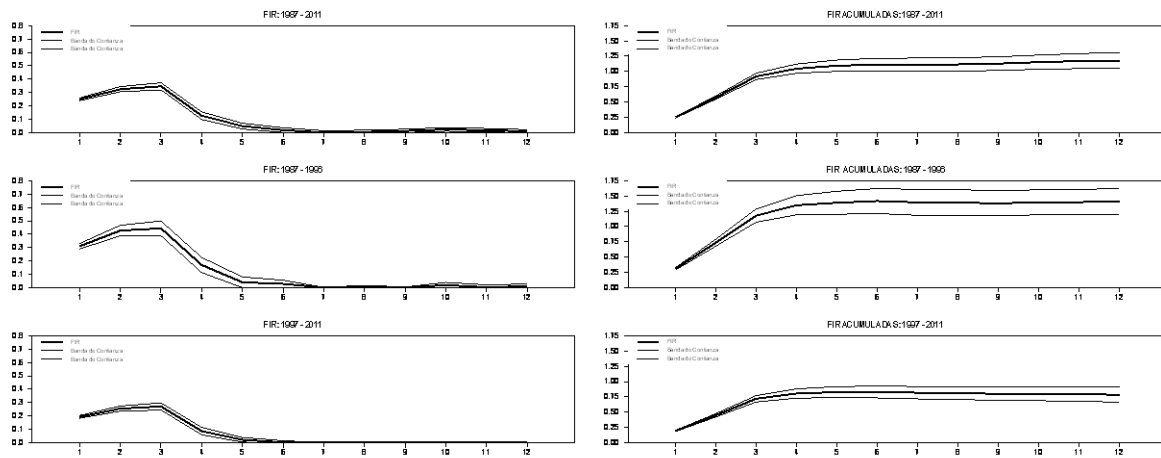 FIR: 1987 - 2011
FIR
Banda de Confianza
Banda de Confianza
0.8
0.7
0.6
0.5
0.4
0.3
0.2
0.1
0.0
1 2 3 4 5 6 7 8 9 10 11 12
FIR ACUMULADAS: 1987 - 2011
FIR
Banda de Confianza
Banda de Confianza
1.75
1.50
1.25
1.00
0.75
0.50
0.25
0.00
1 2 3 4 5 6 7 8 9 10 11 12
FIR: 1987 - 1996
FIR
Banda de Confianza
Banda de Confianza
0.8
0.7
0.6
0.5
0.4
0.3
0.2
0.1
0.0
1 2 3 4 5 6 7 8 9 10 11 12
FIR ACUMULADAS: 1987 - 1996
FIR
Banda de Confianza
Banda de Confianza
1.75
1.50
1.25
1.00
0.75
0.50
0.25
0.00
1 2 3 4 5 6 7 8 9 10 11 12
FIR: 1997 - 2011
FIR
Banda de Confianza
Banda de Confianza
0.8
0.7
0.6
0.5
0.4
0.3
0.2
0.1
0.0
1 2 3 4 5 6 7 8 9 10 11 12
FIR ACUMULADAS: 1997 - 2011
FIR
Banda de Confianza
Banda de Confianza
1.75
1.50
1.25
1.00
0.75
0.50
0.25
0.00
1 2 3 4 5 6 7 8 9 10 11 12